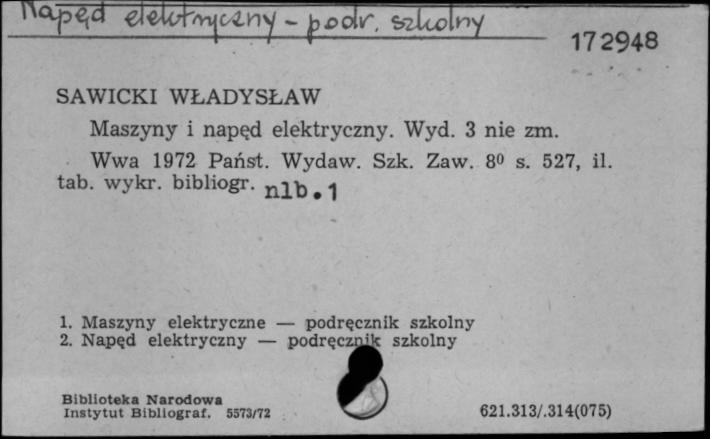 Napęd elektryczny - podr. szkolny
172948
SAWICKI WŁADYSŁAW
Maszyny i napęd elektryczny. Wyd. 3 nie zm.
Wwa 1972 Państ. Wydaw. Szk. Zaw. 8⁰ s. 527, il.
tab. wykr. bibliogr. nlb.1
1. Maszyny elektryczne — podręcznik szkolny
2. Napęd elektryczny — podręcznik szkolny
Biblioteka Narodowa
Instytut Bibliograf. 5573/72
621.313/.314(075)